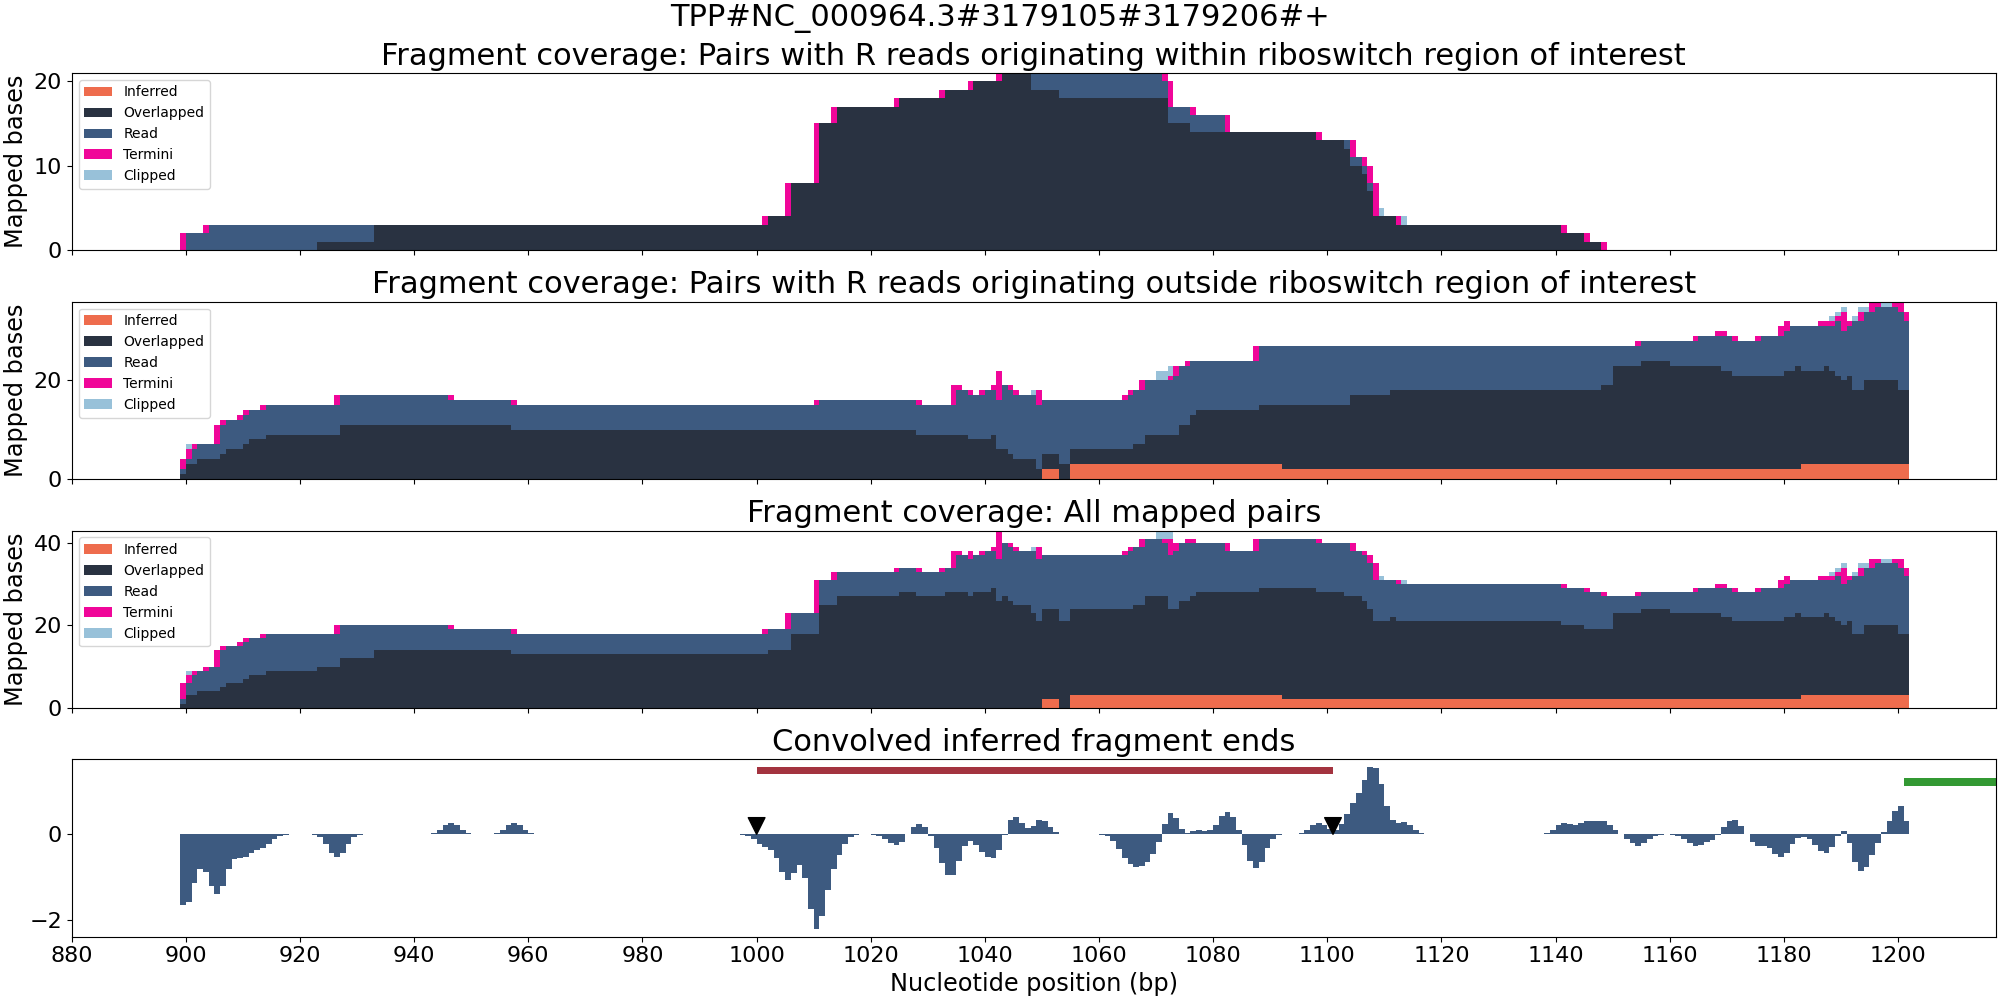 TPP#NC_000964.3#3179105#3179206#+
Fragment coverage: Pairs with R reads originating within riboswitch region of interest
Mapped bases
20
10
0
Inferred
Overlapped
Read
Termini
Clipped
Fragment coverage: Pairs with R reads originating outside riboswitch region of interest
Mapped bases
20
0
Inferred
Overlapped
Read
Termini
Clipped
Fragment coverage: All mapped pairs
Mapped bases
40
20
0
Inferred
Overlapped
Read
Termini
Clipped
Convolved inferred fragment ends
0
−2
880 900 920 940 960 980 1000 1020 1040 1060 1080 1100 1120 1140 1160 1180 1200
Nucleotide position (bp)